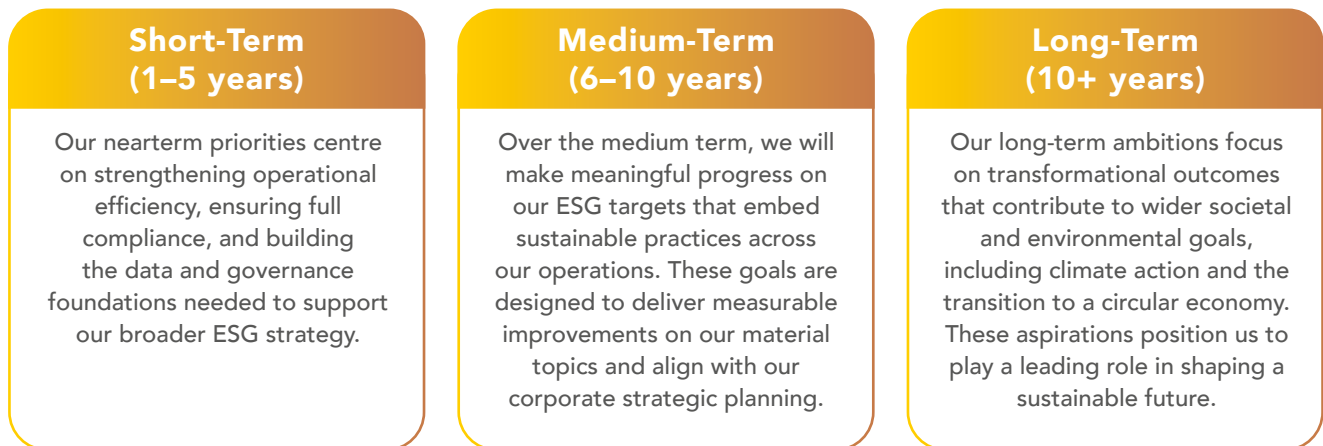 Short-Term
(1–5 years)
Our nearterm priorities centre
on strengthening operational
efficiency, ensuring full
compliance, and building
the data and governance
foundations needed to support
our broader ESG strategy.
Medium-Term
(6–10 years)
Over the medium term, we will
make meaningful progress on
our ESG targets that embed
sustainable practices across
our operations. These goals are
designed to deliver measurable
improvements on our material
topics and align with our
corporate strategic planning.
Long-Term
(10+ years)
Our long-term ambitions focus
on transformational outcomes
that contribute to wider societal
and environmental goals,
including climate action and the
transition to a circular economy.
These aspirations position us to
play a leading role in shaping a
sustainable future.